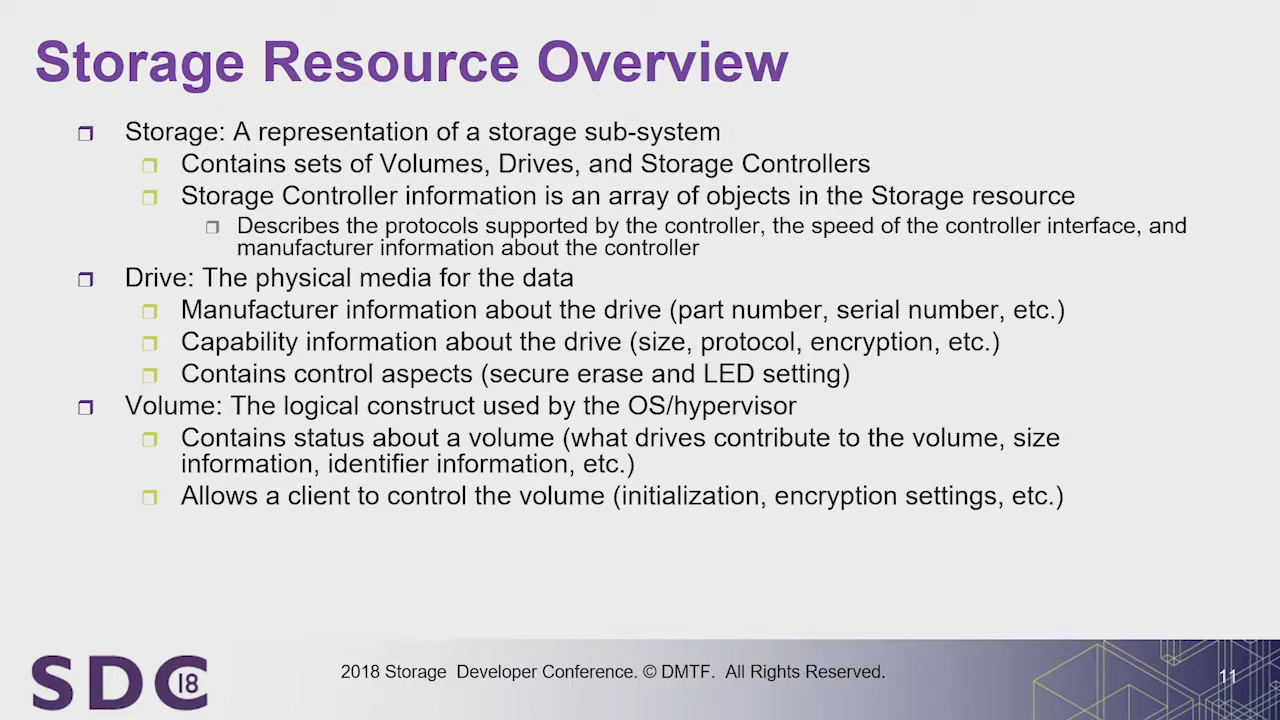 Storage Resource Overview
Storage: A representation of a storage sub-system
Contains sets of Volumes, Drives, and Storage Controllers
Storage Controller information is an array of objects in the Storage resource
Describes the protocols supported by the controller, the speed of the controller interface, and
manufacturer information about the controller
Drive: The physical media for the data
Manufacturer information about the drive (part number, serial number, etc.)
Capability information about the drive (size, protocol, encryption, etc.)
Contains control aspects (secure erase and LED setting)
Volume: The logical construct used by the OS/hypervisor
Contains status about a volume (what drives contribute to the volume, size
information, identifier information, etc.)
Allows a client to control the volume (initialization, encryption settings, etc.)
SDC 18
2018 Storage Developer Conference. © DMTF. All Rights Reserved.
11